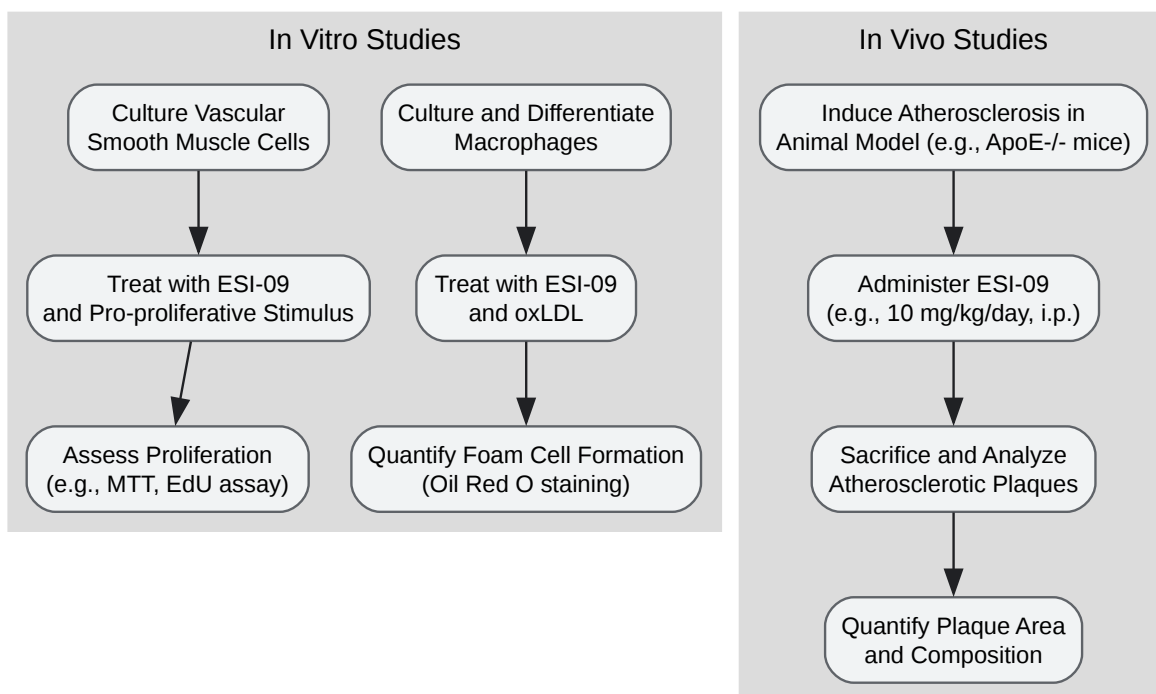 In Vitro Studies
Culture Vascular
Smooth Muscle Cells
Treat with ESI-09
and Pro-proliferative Stimulus
Assess Proliferation
(e.g., MTT, EdU assay)
Culture and Differentiate
Macrophages
Treat with ESI-09
and oxLDL
Quantify Foam Cell Formation
(Oil Red O staining)
In Vivo Studies
Induce Atherosclerosis in
Animal Model (e.g., ApoE-/- mice)
Administer ESI-09
(e.g., 10 mg/kg/day, i.p.)
Sacrifice and Analyze
Atherosclerotic Plaques
Quantify Plaque Area
and Composition